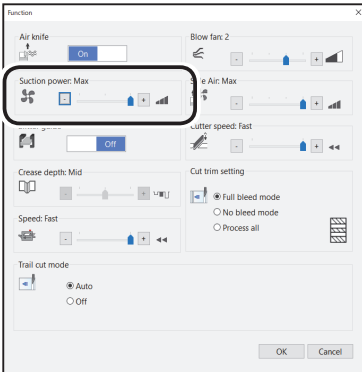 Function
Air knife
On
Suction power: Max
- +
guide
Off
Crease depth: Mid
- +
Speed: Fast
- +
Trail cut mode
Auto
Off
Blow fan: 2
- +
Air: Max
- +
Cutter speed: Fast
- +
Cut trim setting
Full bleed mode
No bleed mode
Process all
OK
Cancel